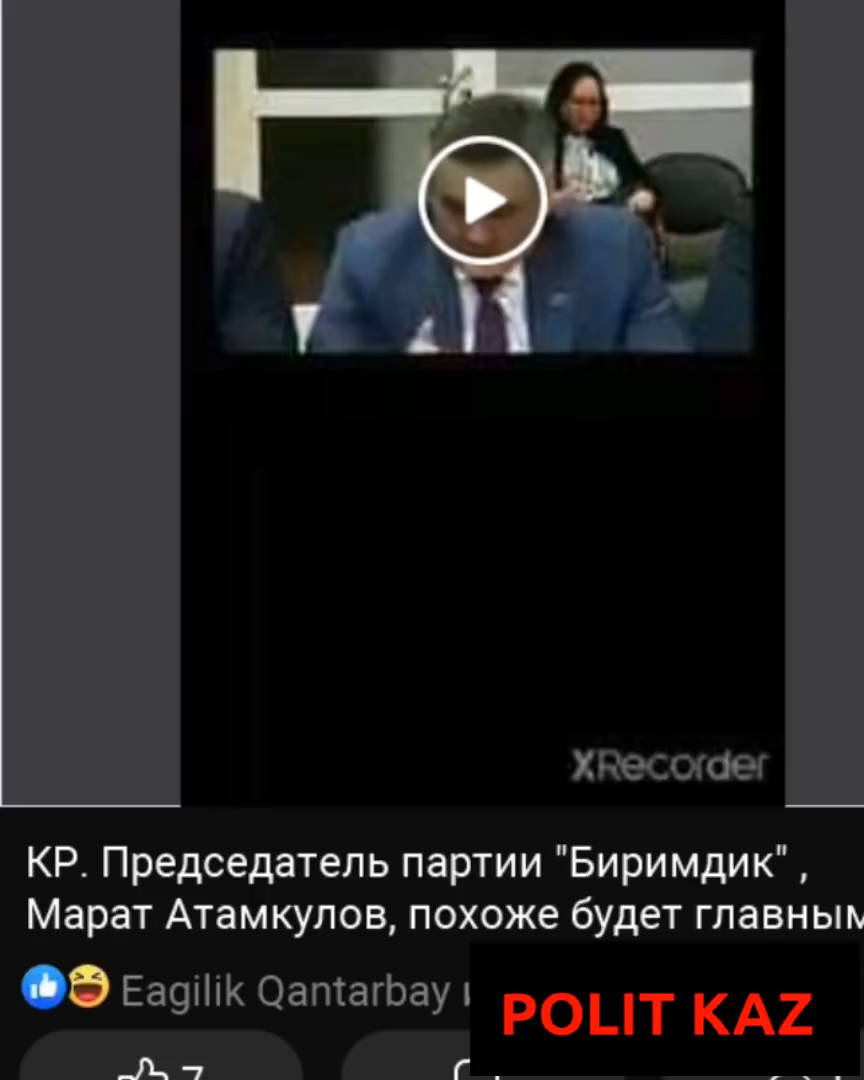 XRecorder
КР. Председатель партии "Биримдик" ,
Марат Атамкулов, похоже будет главным
Eagilik Qantarbay и
POLIT KAZ
7